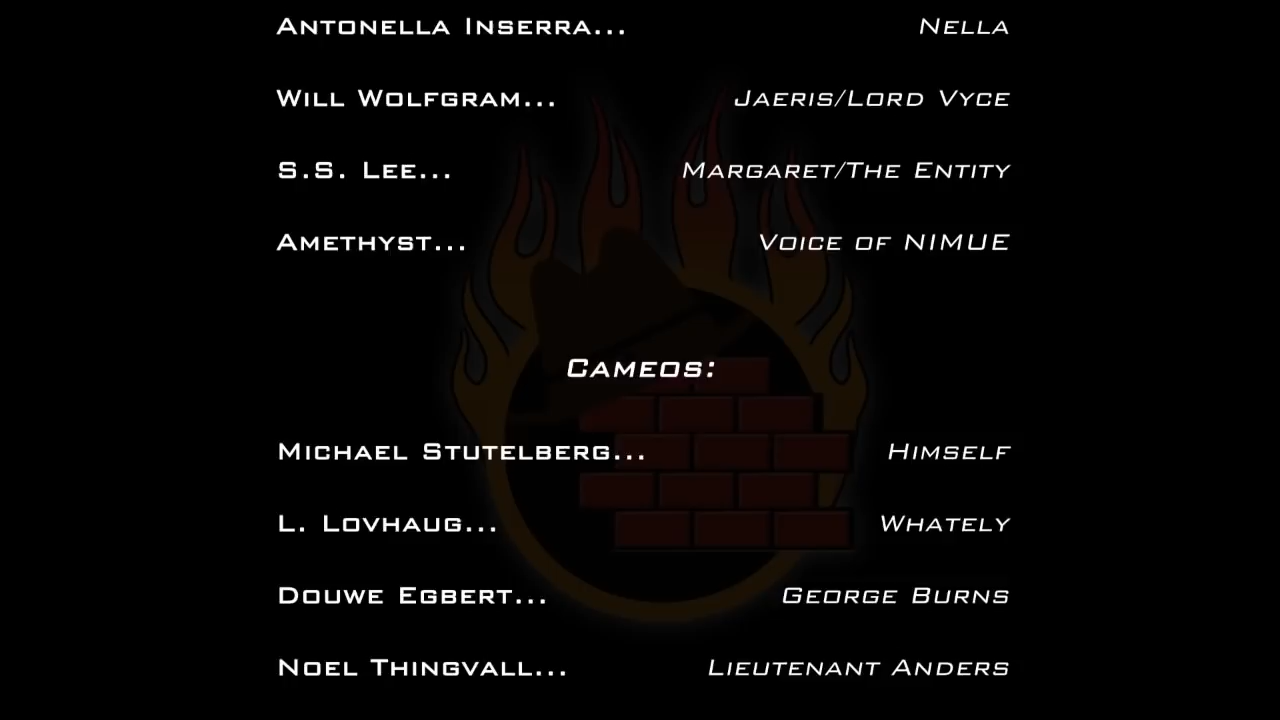 Antonella Inserra... Nella
Will Wolfgram... Jaeris/Lord Vyce
S.S. Lee... Margaret/The Entity
Amethyst... Voice of NIMUE
Cameos:
Michael Stutelberg... Himself
L. Lovhaug... Whately
Douwe Egbert... George Burns
Noel Thingvall... Lieutenant Anders